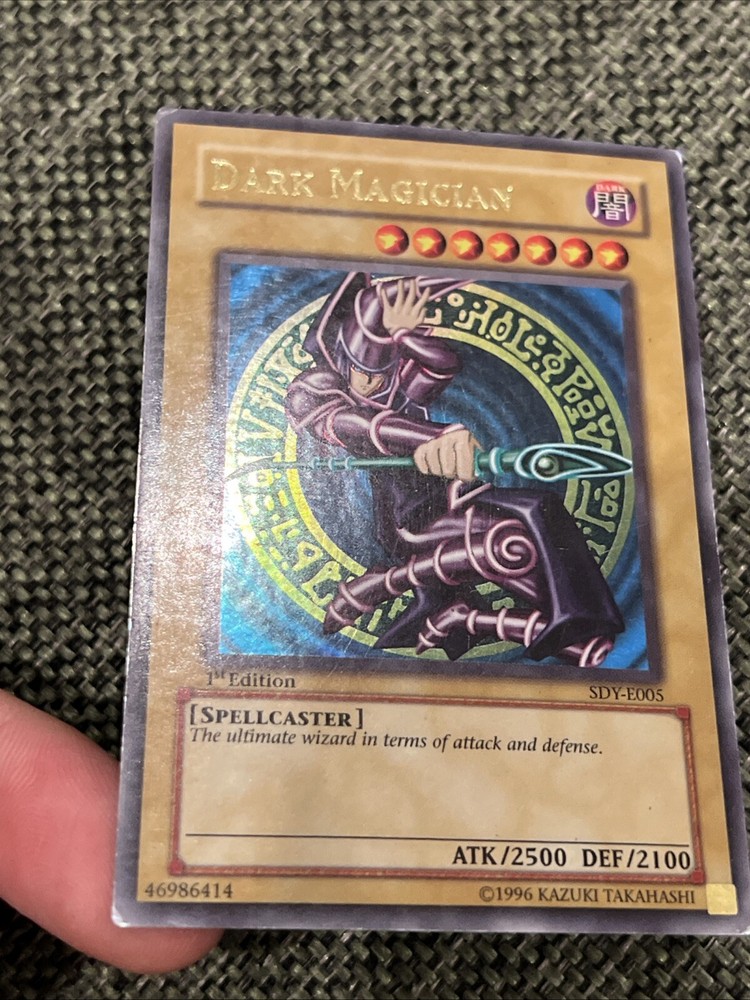 DARK MAGICIAN
DARK
闇
1st Edition
SDY-E005
[SPELLCASTER]
The ultimate wizard in terms of attack and defense.
ATK/2500 DEF/2100
46986414
©1996 KAZUKI TAKAHASHI